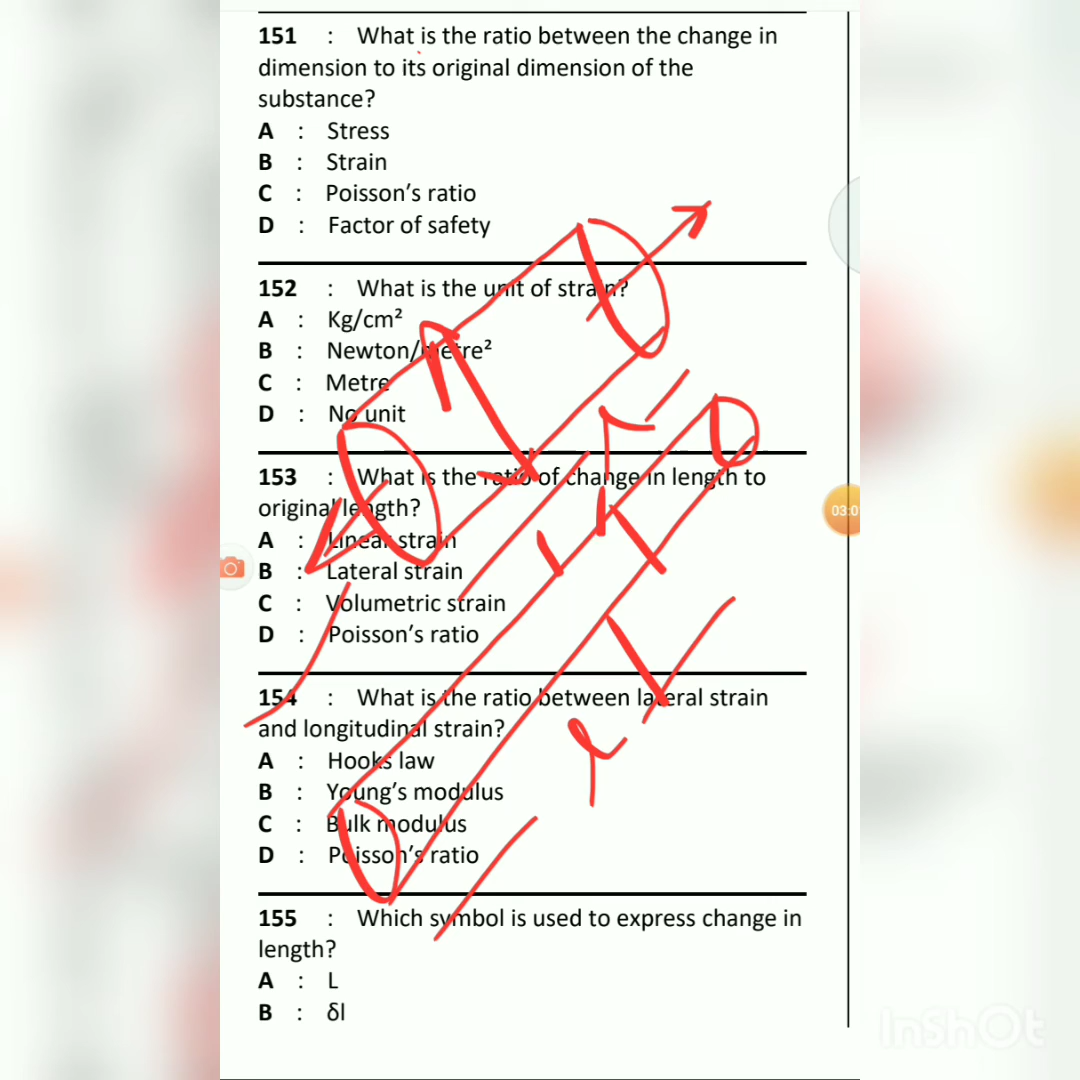 151 : What is the ratio between the change in
dimension to its original dimension of the
substance?
A : Stress
B : Strain
C : Poisson’s ratio
D : Factor of safety
152 : What is the unit of strain?
A : Kg/cm²
B : Newton/metre²
C : Metre
D : No unit
153 : What is the ratio of change in length to
original length?
A : Linear strain
B : Lateral strain
C : Volumetric strain
D : Poisson’s ratio
154 : What is the ratio between lateral strain
and longitudinal strain?
A : Hooks law
B : Young’s modulus
C : Bulk modulus
D : Poisson’s ratio
155 : Which symbol is used to express change in
length?
A : L
B : δl
InShOt